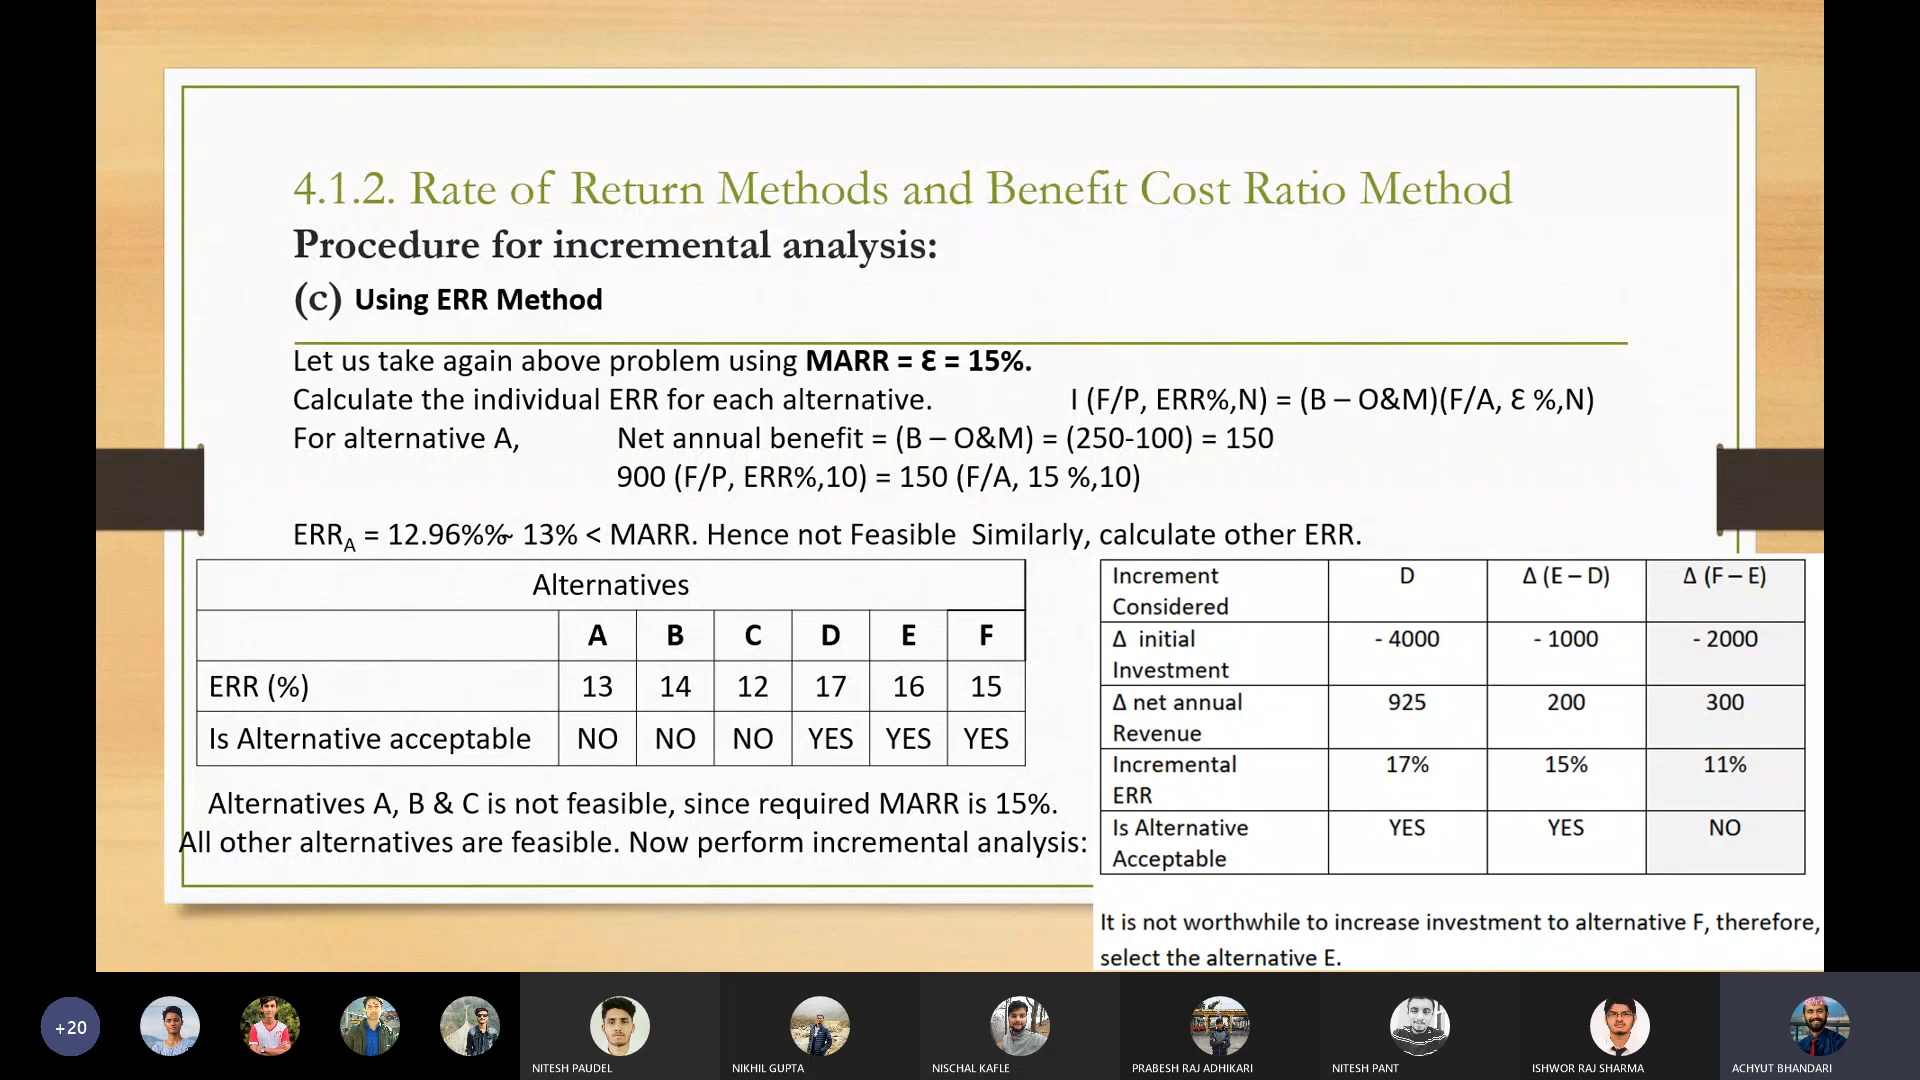 4.1.2. Rate of Return Methods and Benefit Cost Ratio Method
Procedure for incremental analysis:
(c) Using ERR Method
Let us take again above problem using MARR = Ɛ = 15%.
Calculate the individual ERR for each alternative. I (F/P, ERR%,N) = (B – O&M)(F/A, Ɛ %,N)
For alternative A, Net annual benefit = (B – O&M) = (250-100) = 150
900 (F/P, ERR%,10) = 150 (F/A, 15 %,10)
ERRA = 12.96%%~ 13% < MARR. Hence not Feasible Similarly, calculate other ERR.
Alternatives
A B C D E F
ERR (%) 13 14 12 17 16 15
Is Alternative acceptable NO NO NO YES YES YES
Alternatives A, B & C is not feasible, since required MARR is 15%.
All other alternatives are feasible. Now perform incremental analysis:
Increment Considered D Δ (E – D) Δ (F – E)
Δ initial Investment - 4000 - 1000 - 2000
Δ net annual Revenue 925 200 300
Incremental ERR 17% 15% 11%
Is Alternative Acceptable YES YES NO
It is not worthwhile to increase investment to alternative F, therefore,
select the alternative E.
+20
NITESH PAUDEL
NIKHIL GUPTA
NISCHAL KAFLE
PRABESH RAJ ADHIKARI
NITESH PANT
ISHWOR RAJ SHARMA
ACHYUT BHANDARI